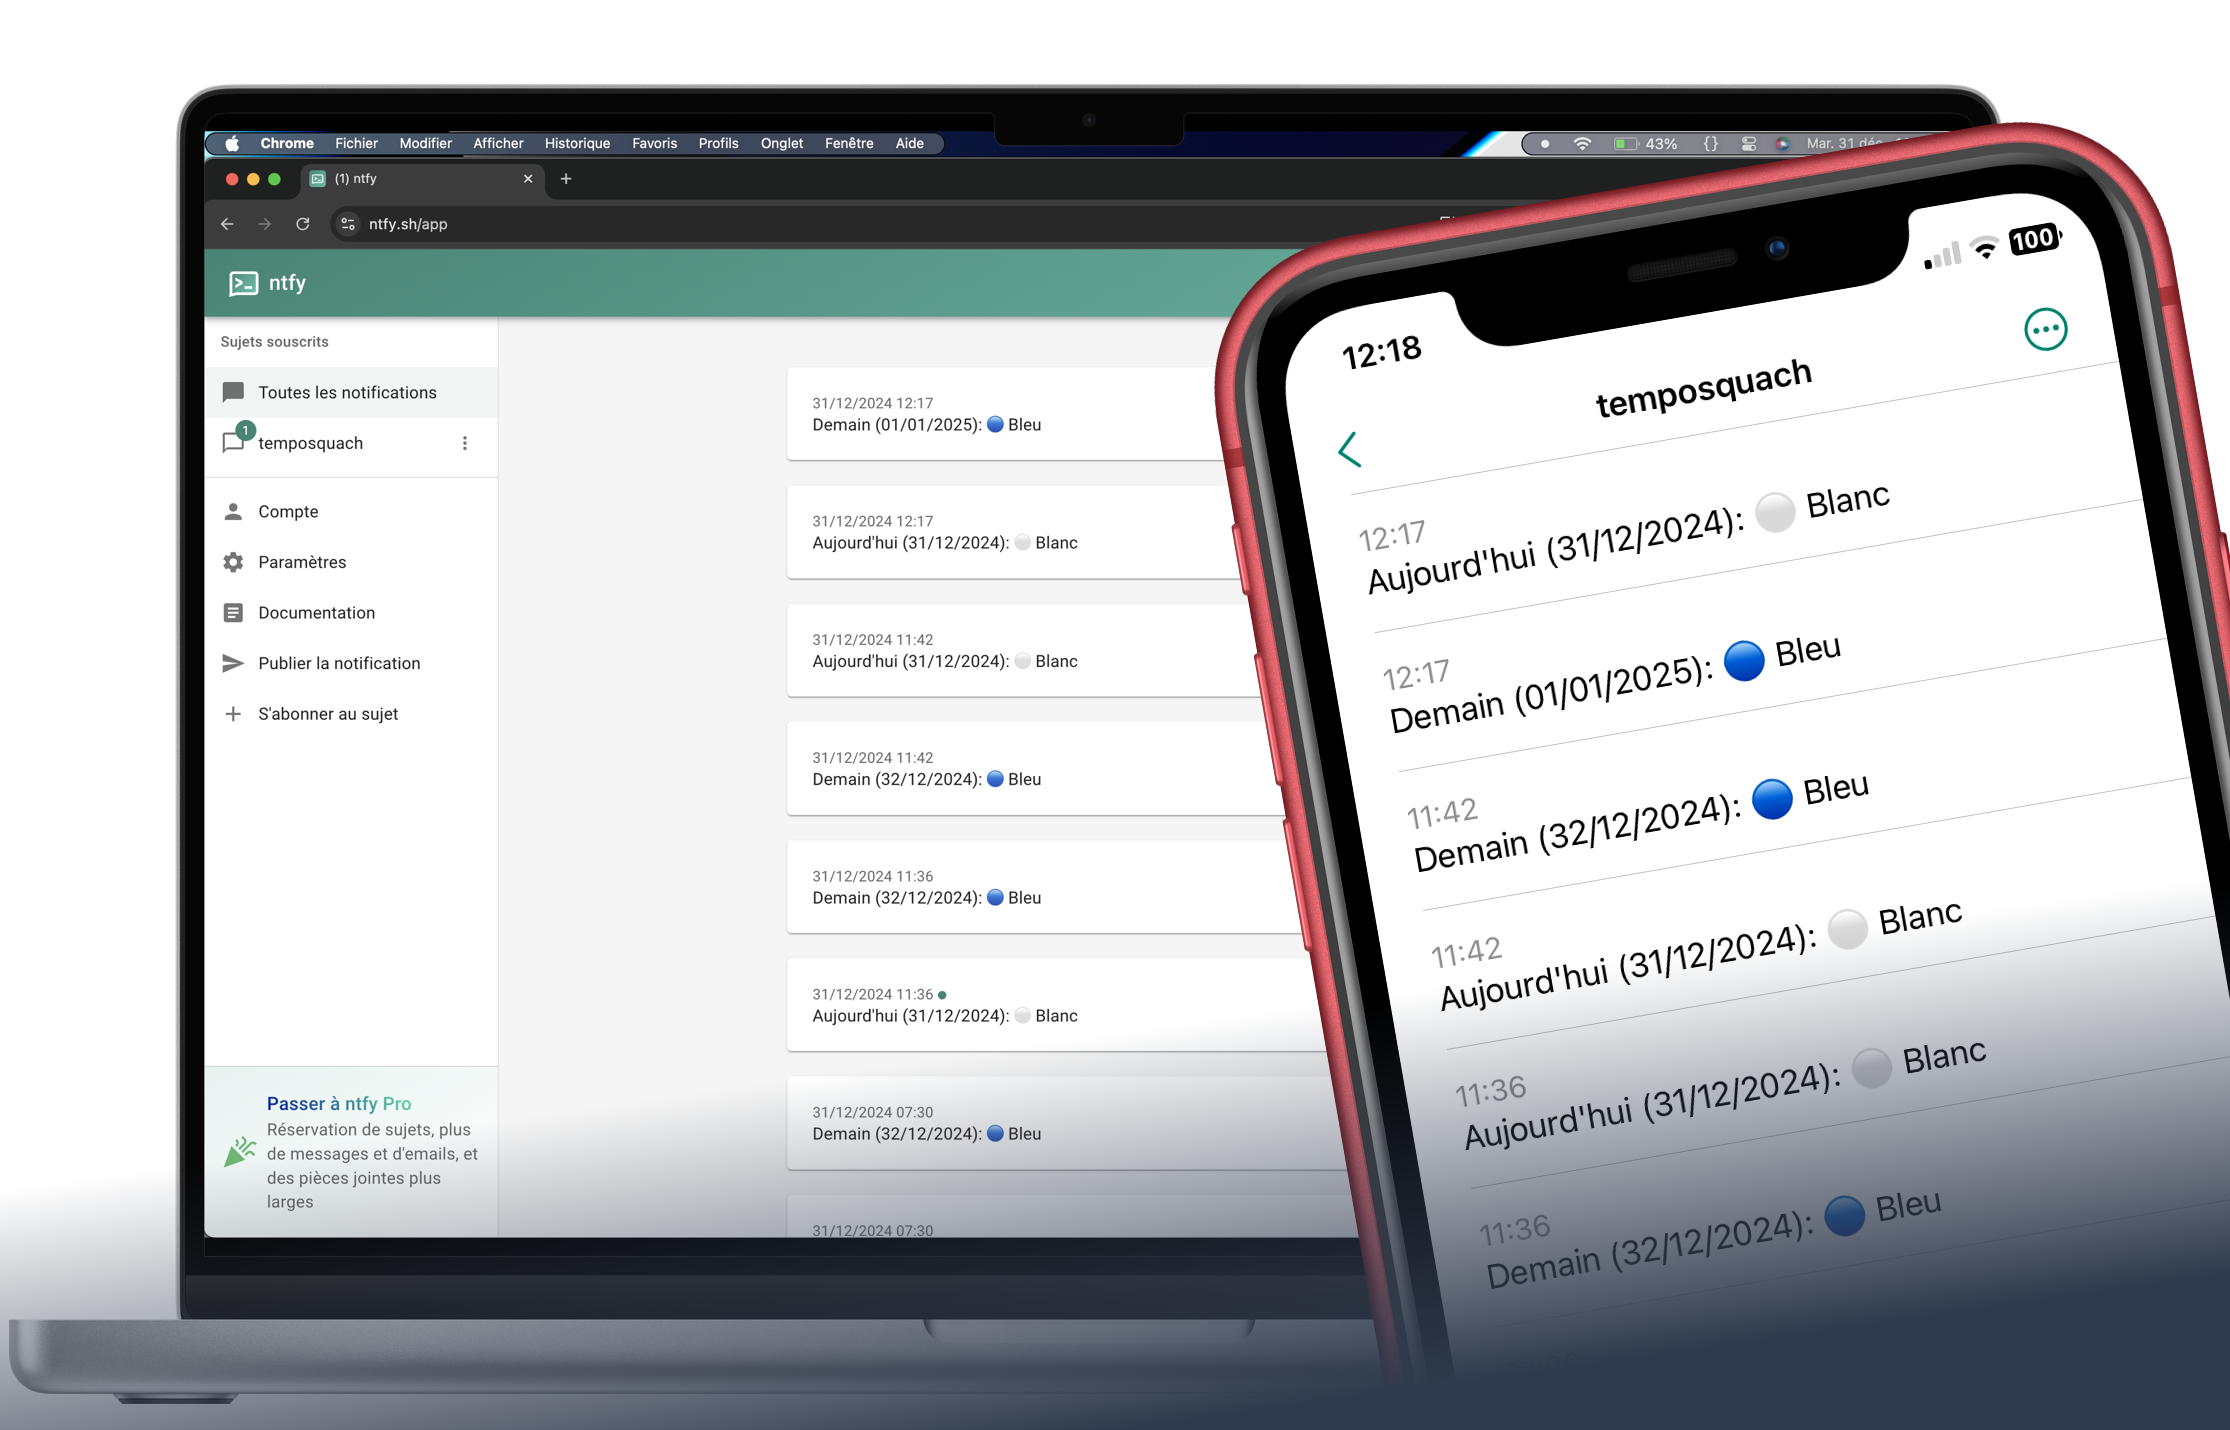 Chrome Fichier Modifier Afficher Historique Favoris Profils Onglet Fenêtre Aide
43% {} Mar. 31 déc.
(1) ntfy
ntfy.sh/app
ntfy
Sujets souscrits
Toutes les notifications
1
temposquach
Compte
Paramètres
Documentation
Publier la notification
S'abonner au sujet
Passer à ntfy Pro
Réservation de sujets, plus
de messages et d'emails, et
des pièces jointes plus
larges
31/12/2024 12:17
Demain (01/01/2025): 🔵 Bleu
31/12/2024 12:17
Aujourd'hui (31/12/2024): ⚪ Blanc
31/12/2024 11:42
Aujourd'hui (31/12/2024): ⚪ Blanc
31/12/2024 11:42
Demain (32/12/2024): 🔵 Bleu
31/12/2024 11:36
Demain (32/12/2024): 🔵 Bleu
31/12/2024 11:36
Aujourd'hui (31/12/2024): ⚪ Blanc
31/12/2024 07:30
Demain (32/12/2024): 🔵 Bleu
31/12/2024 07:30
12:18
100
temposquach
12:17
Aujourd'hui (31/12/2024): ⚪ Blanc
12:17
Demain (01/01/2025): 🔵 Bleu
11:42
Demain (32/12/2024): 🔵 Bleu
11:42
Aujourd'hui (31/12/2024): ⚪ Blanc
11:36
Aujourd'hui (31/12/2024): ⚪ Blanc
11:36
Demain (32/12/2024): 🔵 Bleu